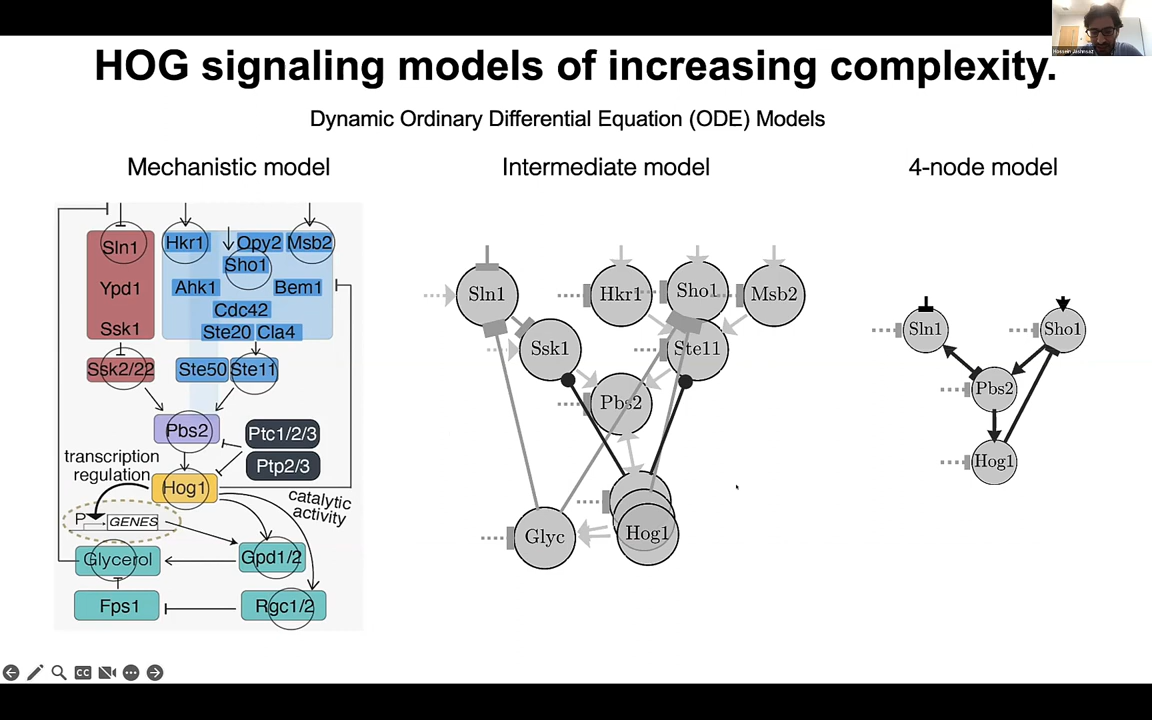 HOG signaling models of increasing complexity.
Dynamic Ordinary Differential Equation (ODE) Models
Mechanistic model
Sln1
Ypd1
Ssk1
Ssk2/22
Hkr1
Opy2
Msb2
Sho1
Ahk1
Bem1
Cdc42
Ste20
Cla4
Ste50
Ste11
Pbs2
Ptc1/2/3
Ptp2/3
transcription
regulation
Hog1
catalytic
activity
P
GENES
Glycerol
Gpd1/2
Fps1
Rgc1/2
Intermediate model
Sln1
Hkr1
Sho1
Msb2
Ssk1
Ste11
Pbs2
Glyc
Hog1
4-node model
Sln1
Sho1
Pbs2
Hog1
CC